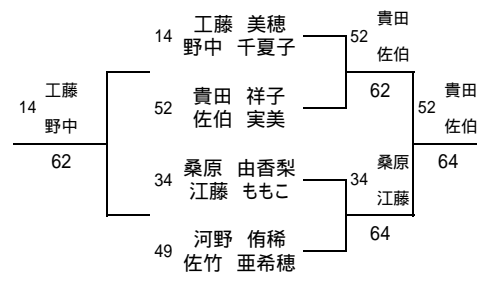 14 工藤 美穂
野中 千夏子
52 貴田
佐伯
62
52 貴田 祥子
佐伯 実美
14 工藤
野中
62
52 貴田
佐伯
64
34 桑原 由香梨
江藤 ももこ
34 桑原
江藤
64
49 河野 侑稀
佐竹 亜希穂